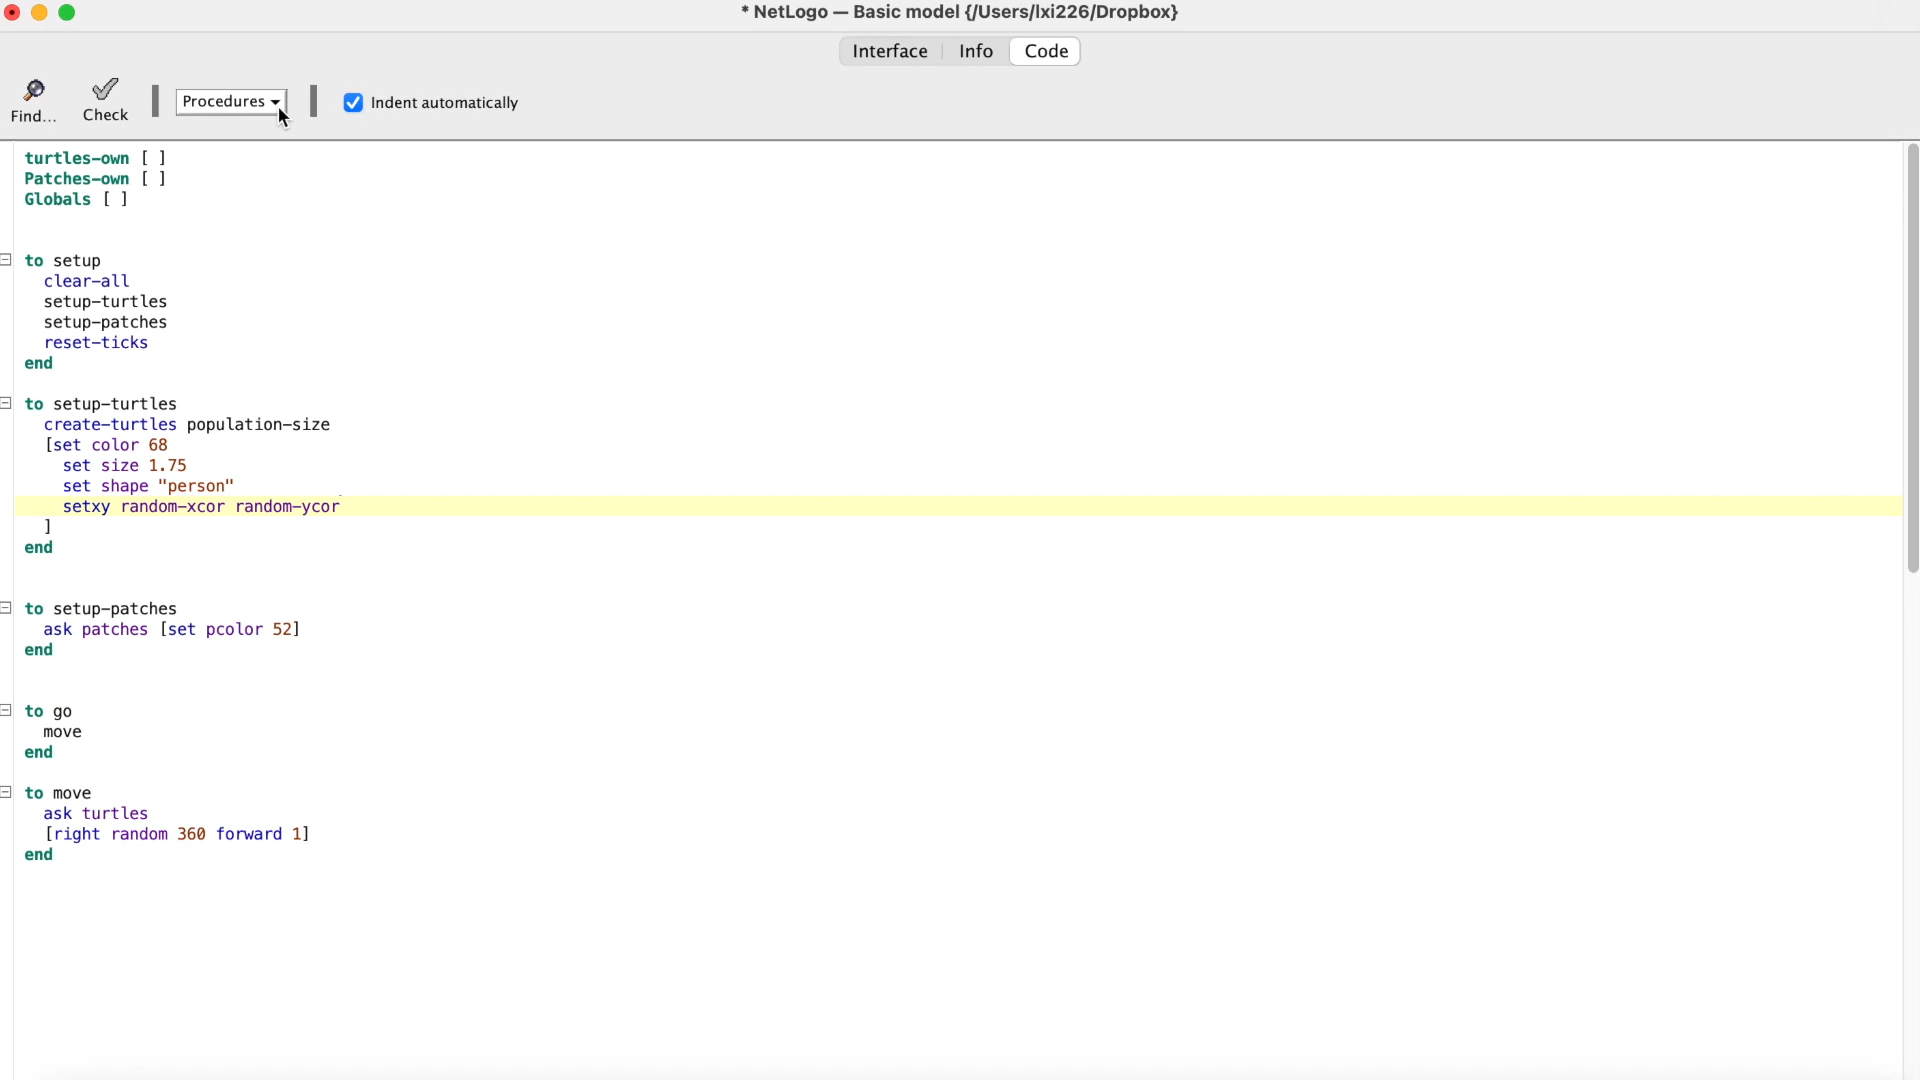 * NetLogo — Basic model {/Users/lxi226/Dropbox}
Interface Info Code
Find... Check Procedures Indent automatically
turtles-own [ ]
Patches-own [ ]
Globals [ ]
to setup
clear-all
setup-turtles
setup-patches
reset-ticks
end
to setup-turtles
create-turtles population-size
[set color 68
set size 1.75
set shape "person"
setxy random-xcor random-ycor
]
end
to setup-patches
ask patches [set pcolor 52]
end
to go
move
end
to move
ask turtles
[right random 360 forward 1]
end